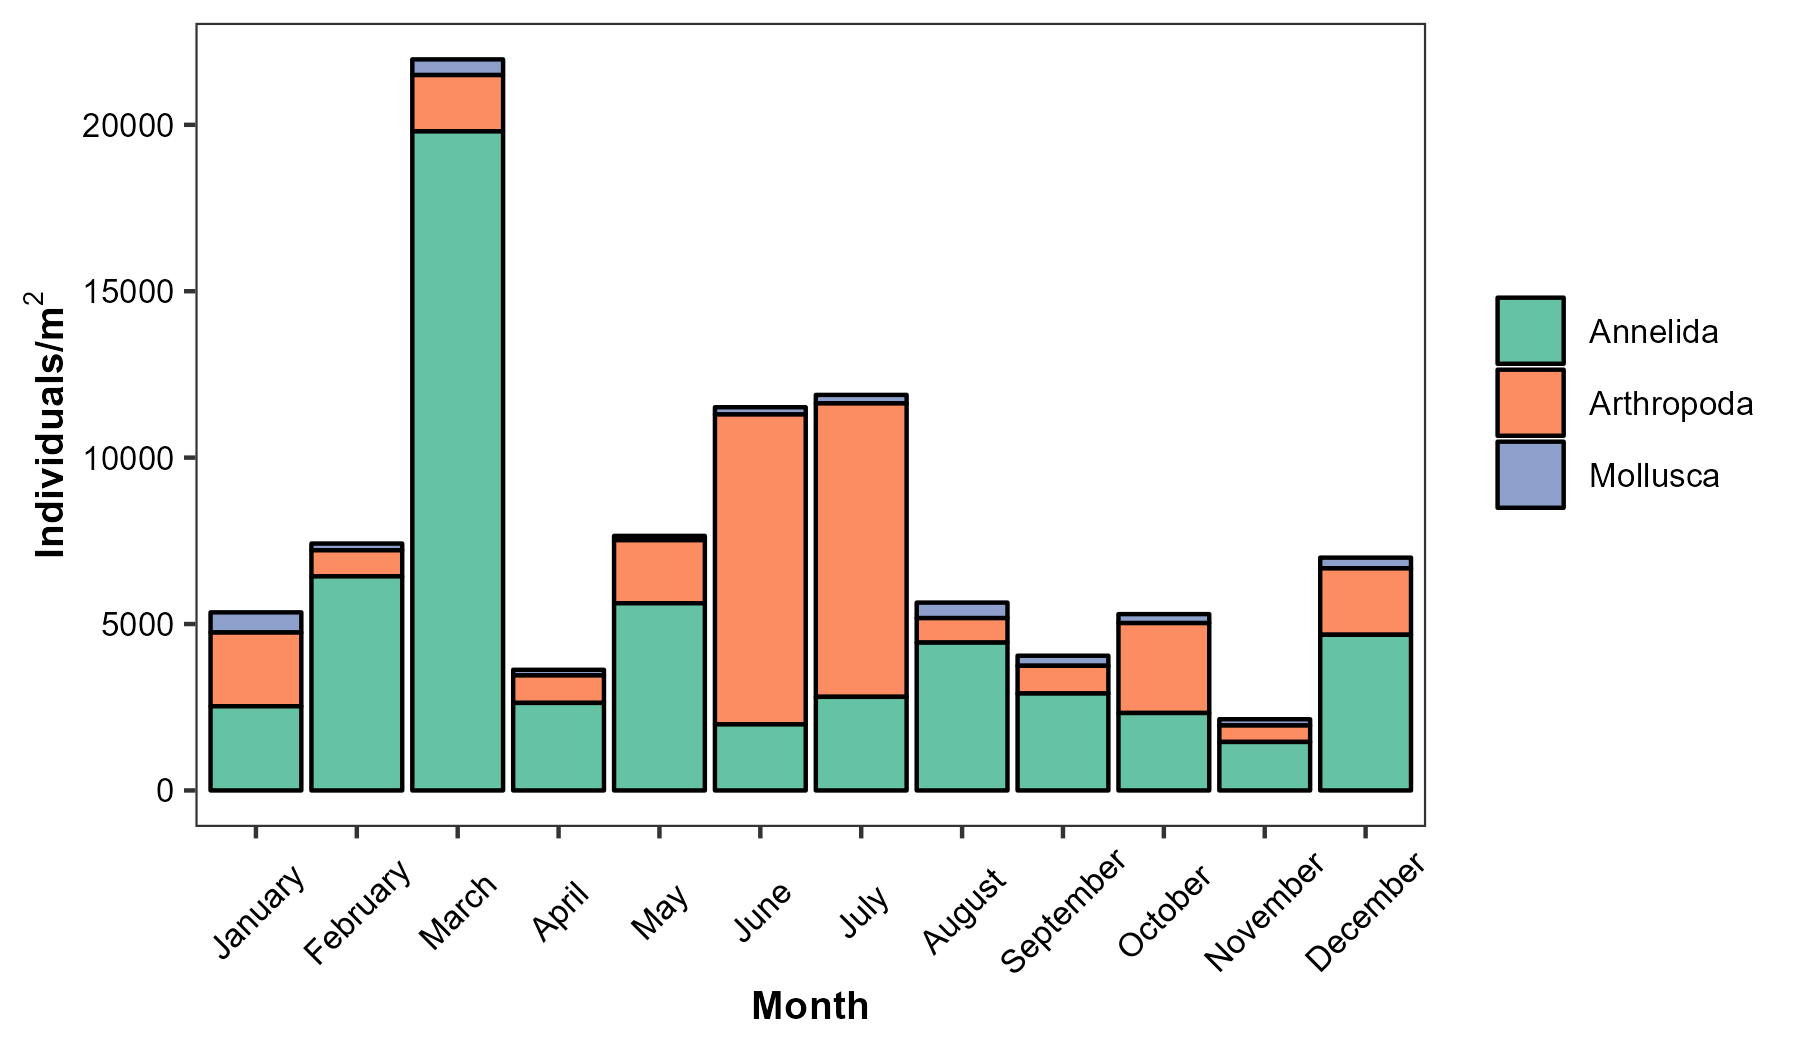 Individuals/m²
20000
15000
10000
5000
0
January
February
March
April
May
June
July
August
September
October
November
December
Month
Annelida
Arthropoda
Mollusca